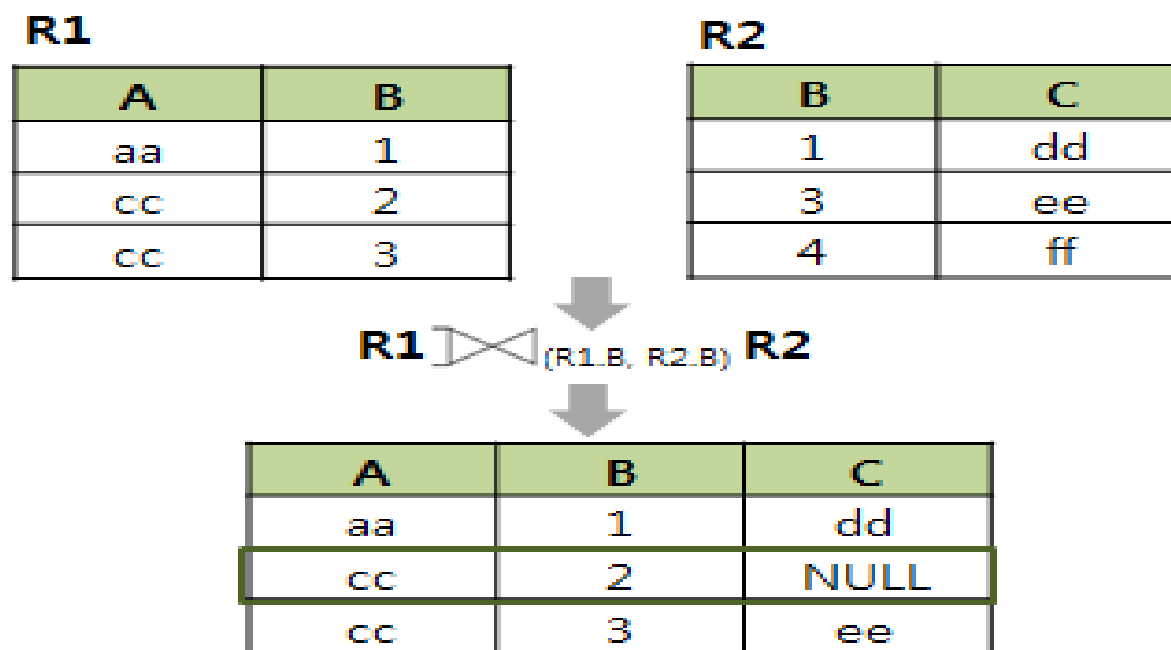 R1
A B
aa 1
cc 2
cc 3
R2
B C
1 dd
3 ee
4 ff
R1 (R1.B, R2.B) R2
A B C
aa 1 dd
cc 2 NULL
cc 3 ee